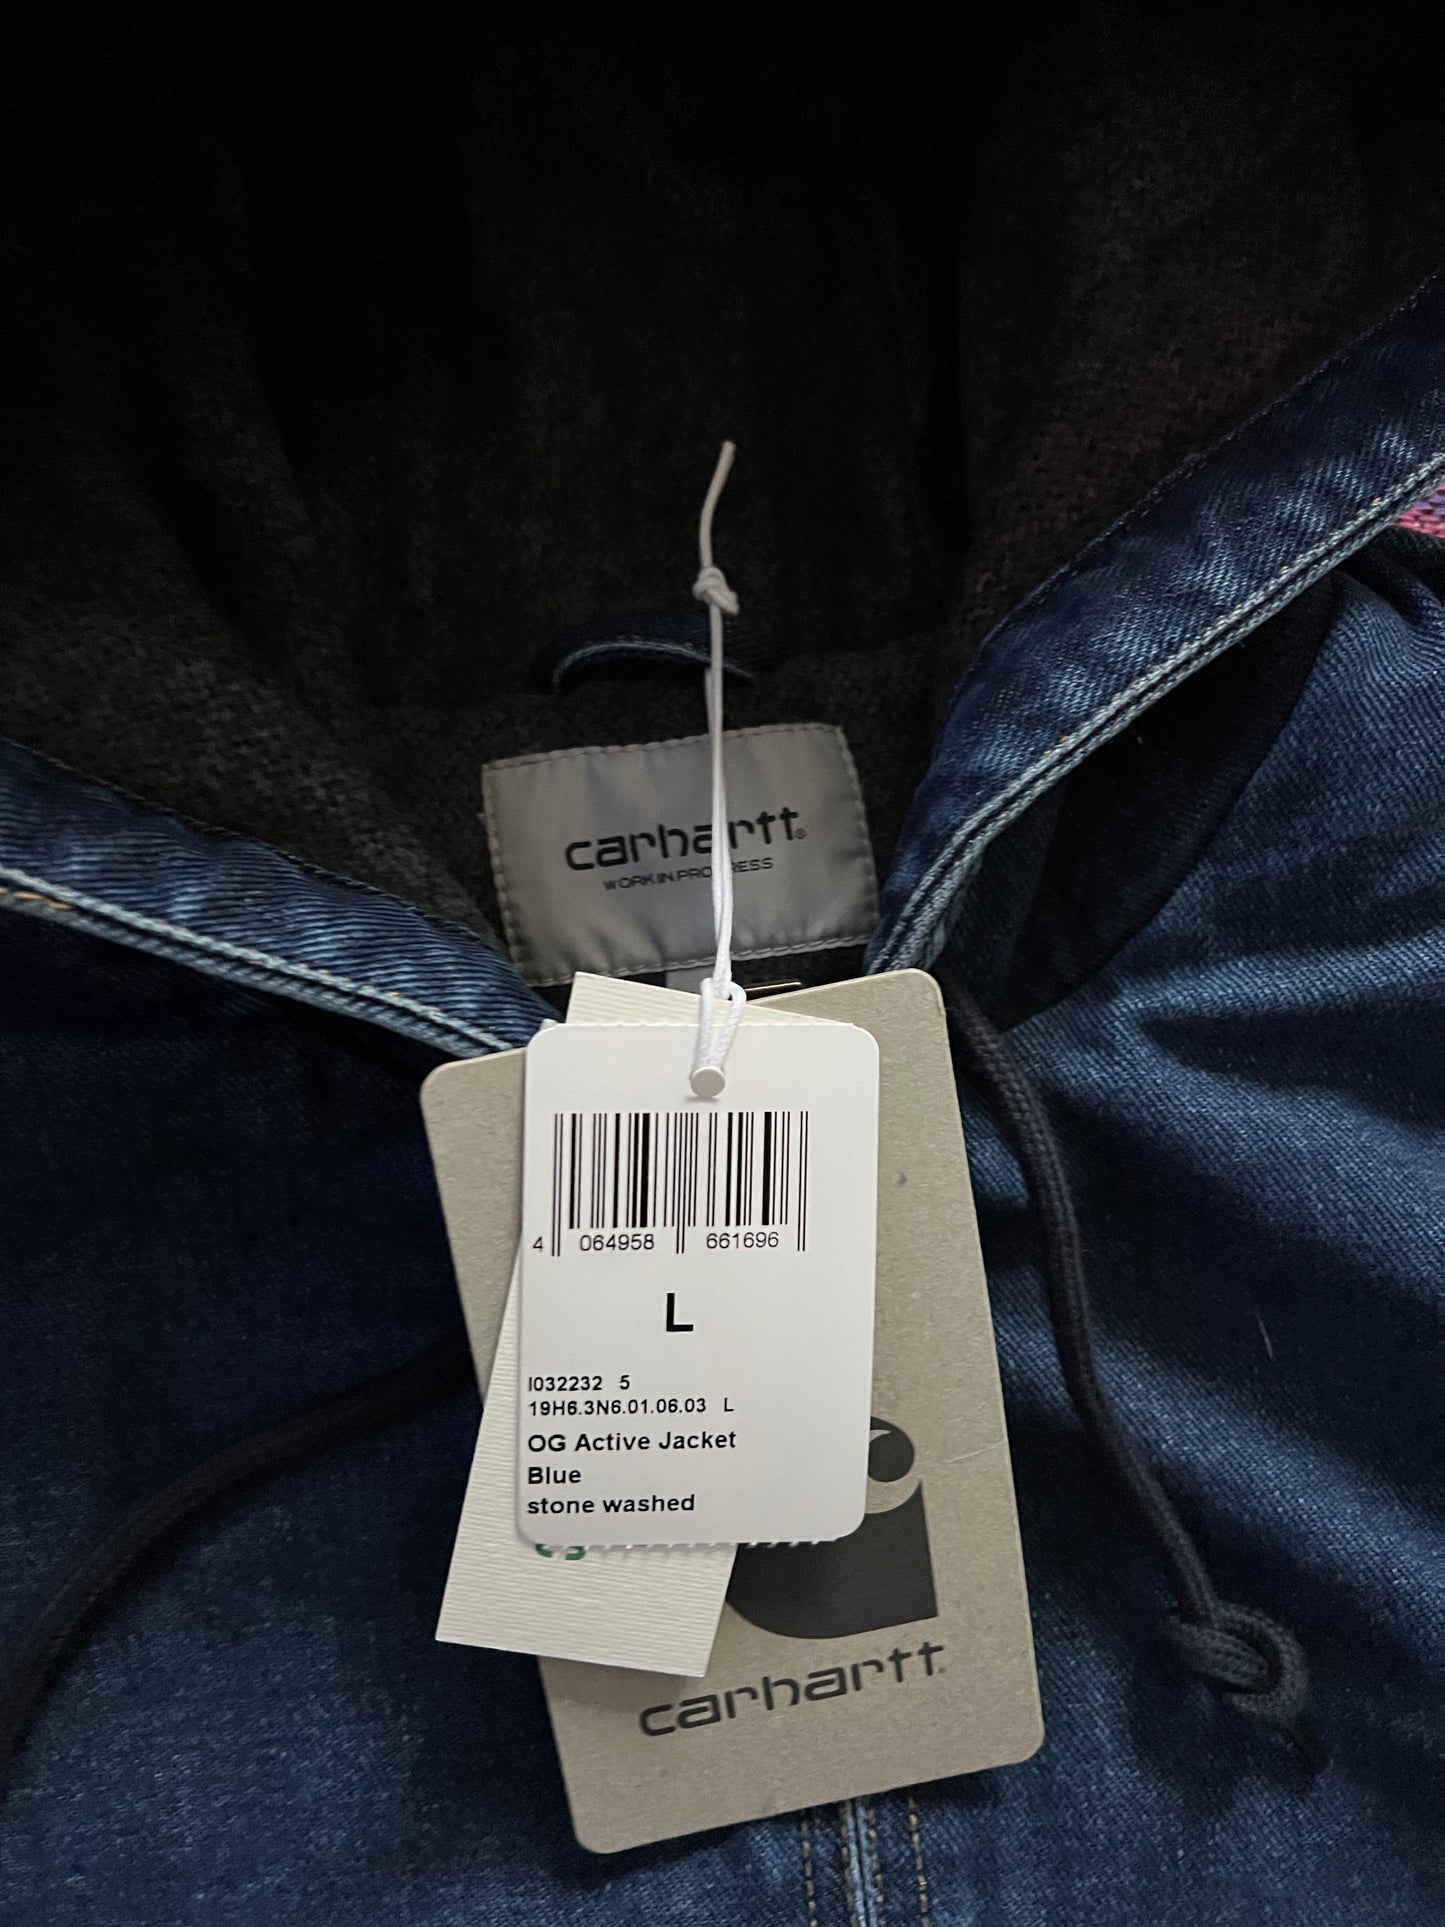 carhartt®
WORK IN PROGRESS
4 064958 661696
L
I032232 5
19H6.3N6.01.06.03 L
OG Active Jacket
Blue
stone washed
carhartt.